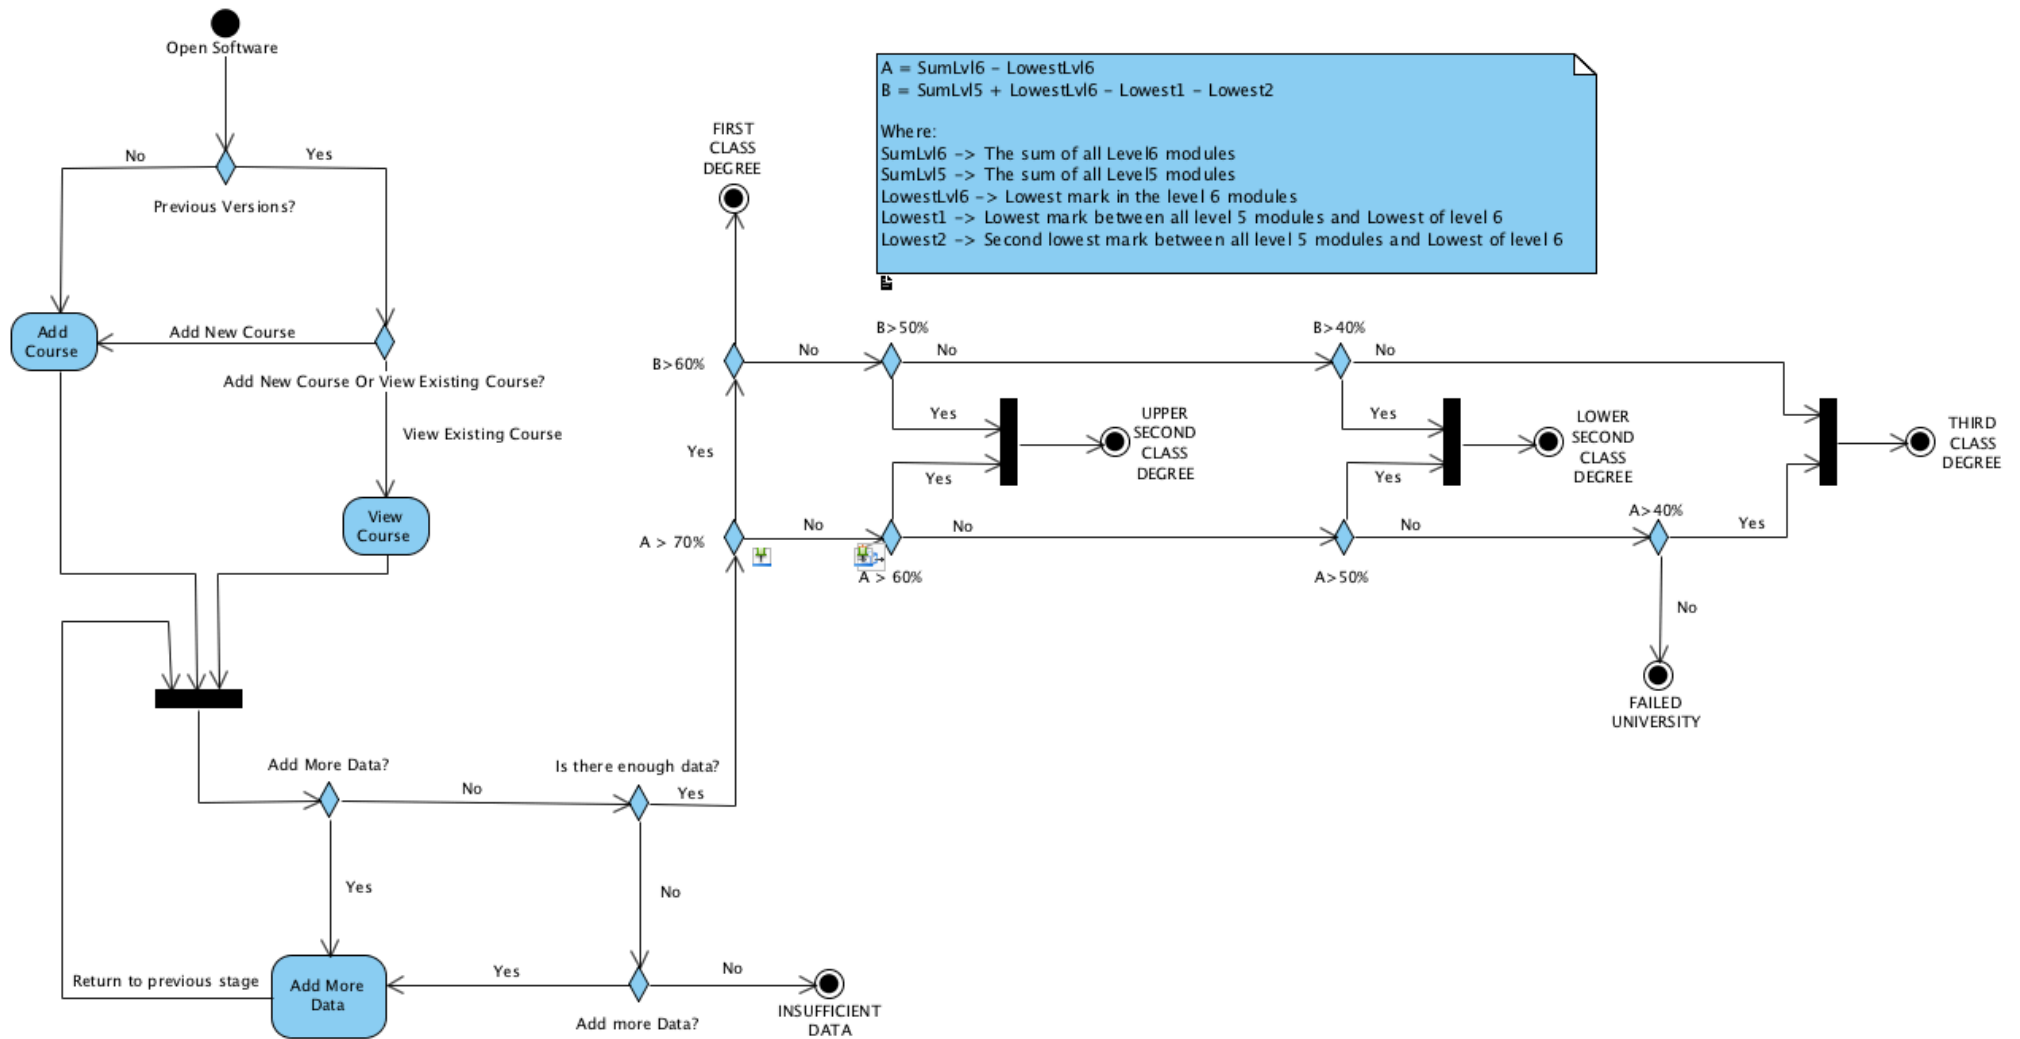 Open Software
No
Yes
Previous Versions?
Add
Course
Add New Course
Add New Course Or View Existing Course?
View Existing Course
View
Course
Add More Data?
No
Is there enough data?
Yes
Yes
No
Return to previous stage
Add More
Data
Yes
No
Add more Data?
INSUFFICIENT
DATA
FIRST
CLASS
DEGREE
A = SumLvl6 - LowestLvl6
B = SumLvl5 + LowestLvl6 - Lowest1 - Lowest2
Where:
SumLvl6 -> The sum of all Level6 modules
SumLvl5 -> The sum of all Level5 modules
LowestLvl6 -> Lowest mark in the level 6 modules
Lowest1 -> Lowest mark between all level 5 modules and Lowest of level 6
Lowest2 -> Second lowest mark between all level 5 modules and Lowest of level 6
B>60%
No
B>50%
No
B>40%
No
Yes
Yes
UPPER
SECOND
CLASS
DEGREE
Yes
Yes
LOWER
SECOND
CLASS
DEGREE
THIRD
CLASS
DEGREE
Yes
A > 70%
No
A > 60%
No
A>50%
No
A>40%
Yes
No
FAILED
UNIVERSITY